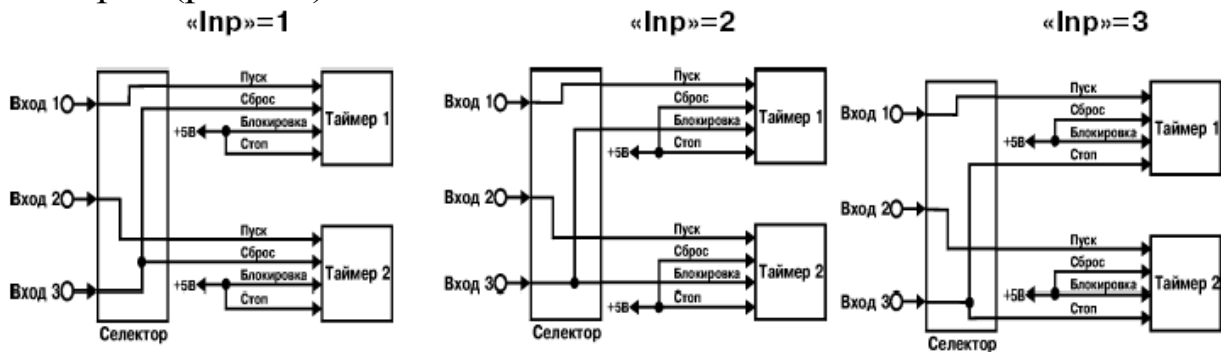 «Inp»=1
Вход 1
Вход 2
Вход 3
Пуск
Сброс
+5В
Блокировка
Стоп
Таймер 1
Пуск
Сброс
+5В
Блокировка
Стоп
Таймер 2
Селектор
«Inp»=2
Вход 1
Вход 2
Вход 3
Пуск
Сброс
Блокировка
+5В
Стоп
Таймер 1
Пуск
Сброс
Блокировка
+5В
Стоп
Таймер 2
Селектор
«Inp»=3
Вход 1
Вход 2
Вход 3
Пуск
Сброс
+5В
Блокировка
Стоп
Таймер 1
Пуск
Сброс
+5В
Блокировка
Стоп
Таймер 2
Селектор